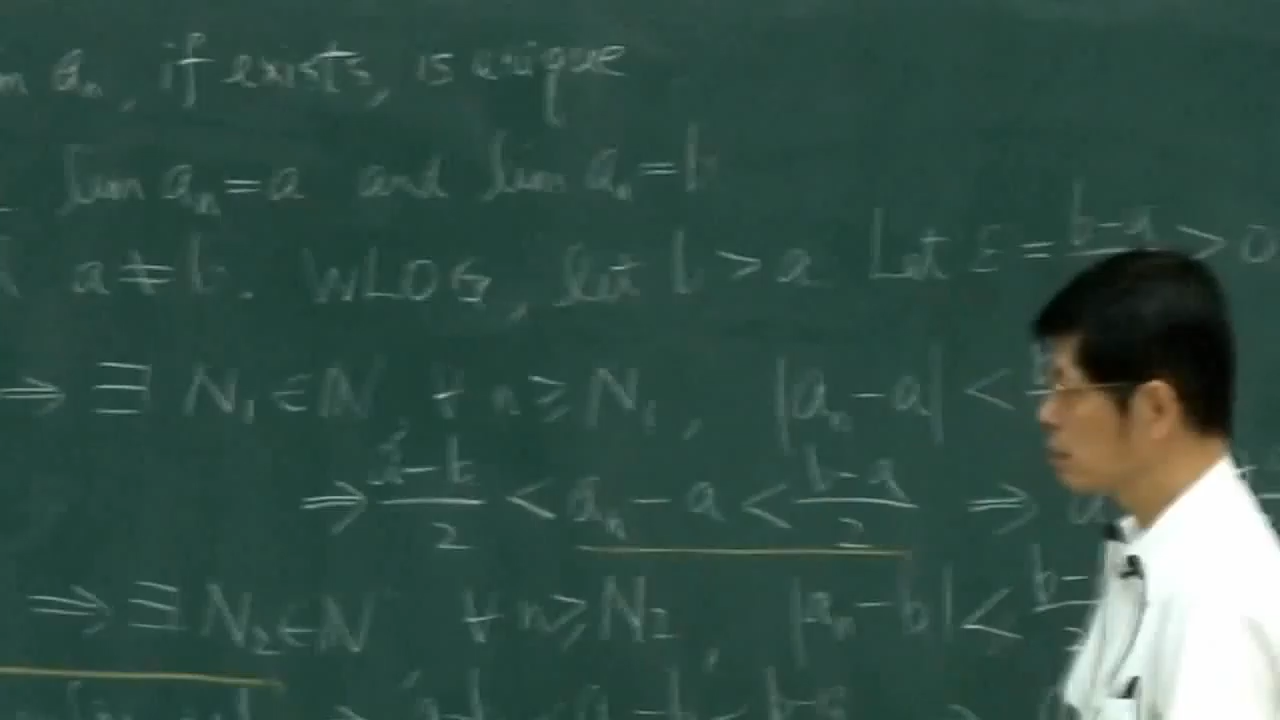 aₙ, if exists, is unique
lim aₙ = a and lim aₙ = b
a ≠ b. WLOG, let b > a Let ε = b-a > 0
⇒ ∃ N₁ ∈ ℕ, ∀ n ≥ N₁, |aₙ - a| <
⇒ a-b/2 < aₙ - a < b-a/2 ⇒
⇒ ∃ N₂ ∈ ℕ ∀ n ≥ N₂, |aₙ - b| < b-